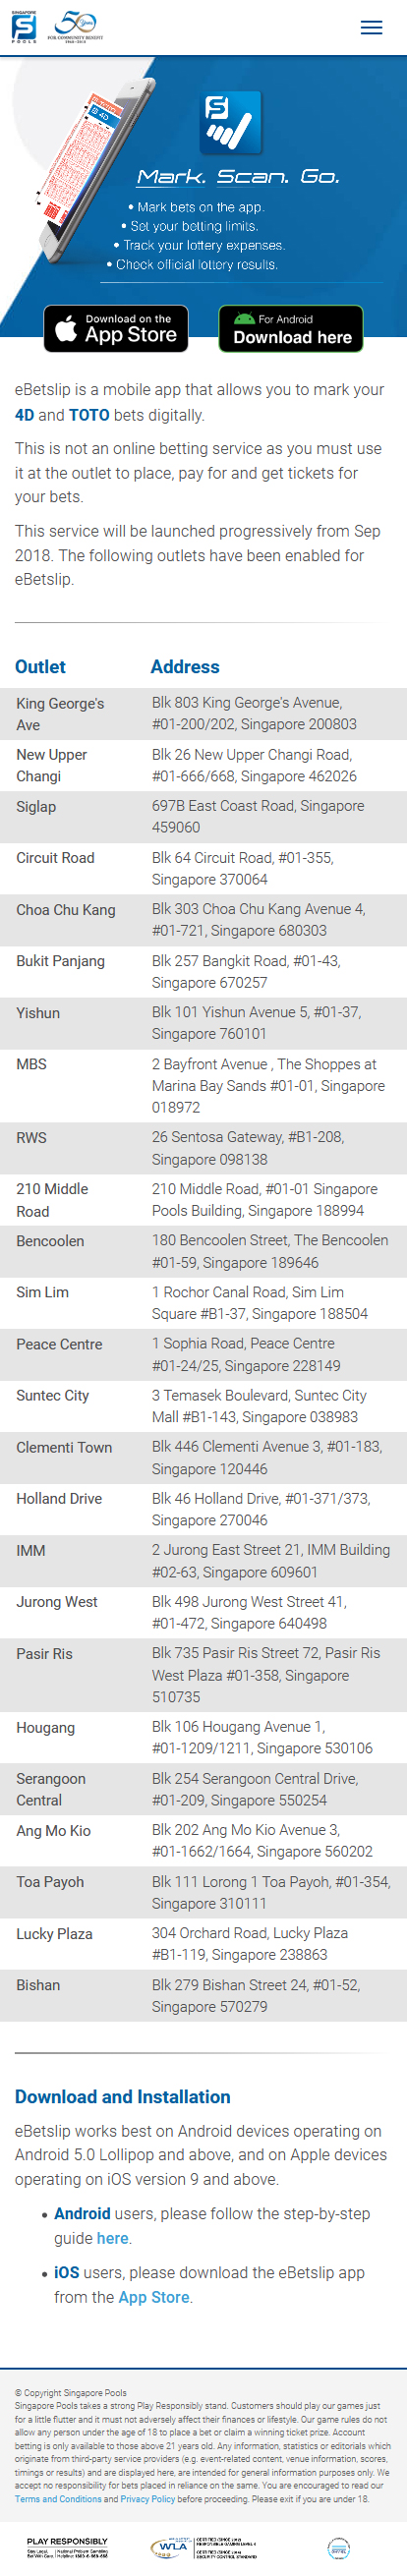 SINGAPORE
POOLS
50 Years
FOR COMMUNITY BENEFIT
4D
Mark. Scan. Go.
• Mark bets on the app.
• Set your betting limits.
• Track your lottery expenses.
• Check official lottery results.
Download on the
App Store
For Android
Download here
eBetslip is a mobile app that allows you to mark your
4D and TOTO bets digitally.
This is not an online betting service as you must use
it at the outlet to place, pay for and get tickets for
your bets.
This service will be launched progressively from Sep
2018. The following outlets have been enabled for
eBetslip.
Outlet Address
King George's Blk 803 King George's Avenue,
Ave #01-200/202, Singapore 200803
New Upper Blk 26 New Upper Changi Road,
Changi #01-666/668, Singapore 462026
Siglap 697B East Coast Road, Singapore
459060
Circuit Road Blk 64 Circuit Road, #01-355,
Singapore 370064
Choa Chu Kang Blk 303 Choa Chu Kang Avenue 4,
#01-721, Singapore 680303
Bukit Panjang Blk 257 Bangkit Road, #01-43,
Singapore 670257
Yishun Blk 101 Yishun Avenue 5, #01-37,
Singapore 760101
MBS 2 Bayfront Avenue , The Shoppes at
Marina Bay Sands #01-01, Singapore
018972
RWS 26 Sentosa Gateway, #B1-208,
Singapore 098138
210 Middle 210 Middle Road, #01-01 Singapore
Road Pools Building, Singapore 188994
Bencoolen 180 Bencoolen Street, The Bencoolen
#01-59, Singapore 189646
Sim Lim 1 Rochor Canal Road, Sim Lim
Square #B1-37, Singapore 188504
Peace Centre 1 Sophia Road, Peace Centre
#01-24/25, Singapore 228149
Suntec City 3 Temasek Boulevard, Suntec City
Mall #B1-143, Singapore 038983
Clementi Town Blk 446 Clementi Avenue 3, #01-183,
Singapore 120446
Holland Drive Blk 46 Holland Drive, #01-371/373,
Singapore 270046
IMM 2 Jurong East Street 21, IMM Building
#02-63, Singapore 609601
Jurong West Blk 498 Jurong West Street 41,
#01-472, Singapore 640498
Pasir Ris Blk 735 Pasir Ris Street 72, Pasir Ris
West Plaza #01-358, Singapore
510735
Hougang Blk 106 Hougang Avenue 1,
#01-1209/1211, Singapore 530106
Serangoon Blk 254 Serangoon Central Drive,
Central #01-209, Singapore 550254
Ang Mo Kio Blk 202 Ang Mo Kio Avenue 3,
#01-1662/1664, Singapore 560202
Toa Payoh Blk 111 Lorong 1 Toa Payoh, #01-354,
Singapore 310111
Lucky Plaza 304 Orchard Road, Lucky Plaza
#B1-119, Singapore 238863
Bishan Blk 279 Bishan Street 24, #01-52,
Singapore 570279
Download and Installation
eBetslip works best on Android devices operating on
Android 5.0 Lollipop and above, and on Apple devices
operating on iOS version 9 and above.
• Android users, please follow the step-by-step
guide here.
• iOS users, please download the eBetslip app
from the App Store.
© Copyright Singapore Pools
Singapore Pools takes a strong Play Responsibly stand. Customers should play our games just
for a little flutter and it must not adversely affect their finances or lifestyle. Our game rules do not
allow any person under the age of 18 to place a bet or claim a winning ticket prize. Account
betting is only available to those above 21 years old. Any information, statistics or editorials which
originate from third-party service providers (e.g. event-related content, venue information, scores,
timings or results) and are displayed here, are intended for general information purposes only. We
accept no responsibility for bets placed in reliance on the same. You are encouraged to read our
Terms and Conditions and Privacy Policy before proceeding. Please exit if you are under 18.
PLAY RESPONSIBLY
WLA